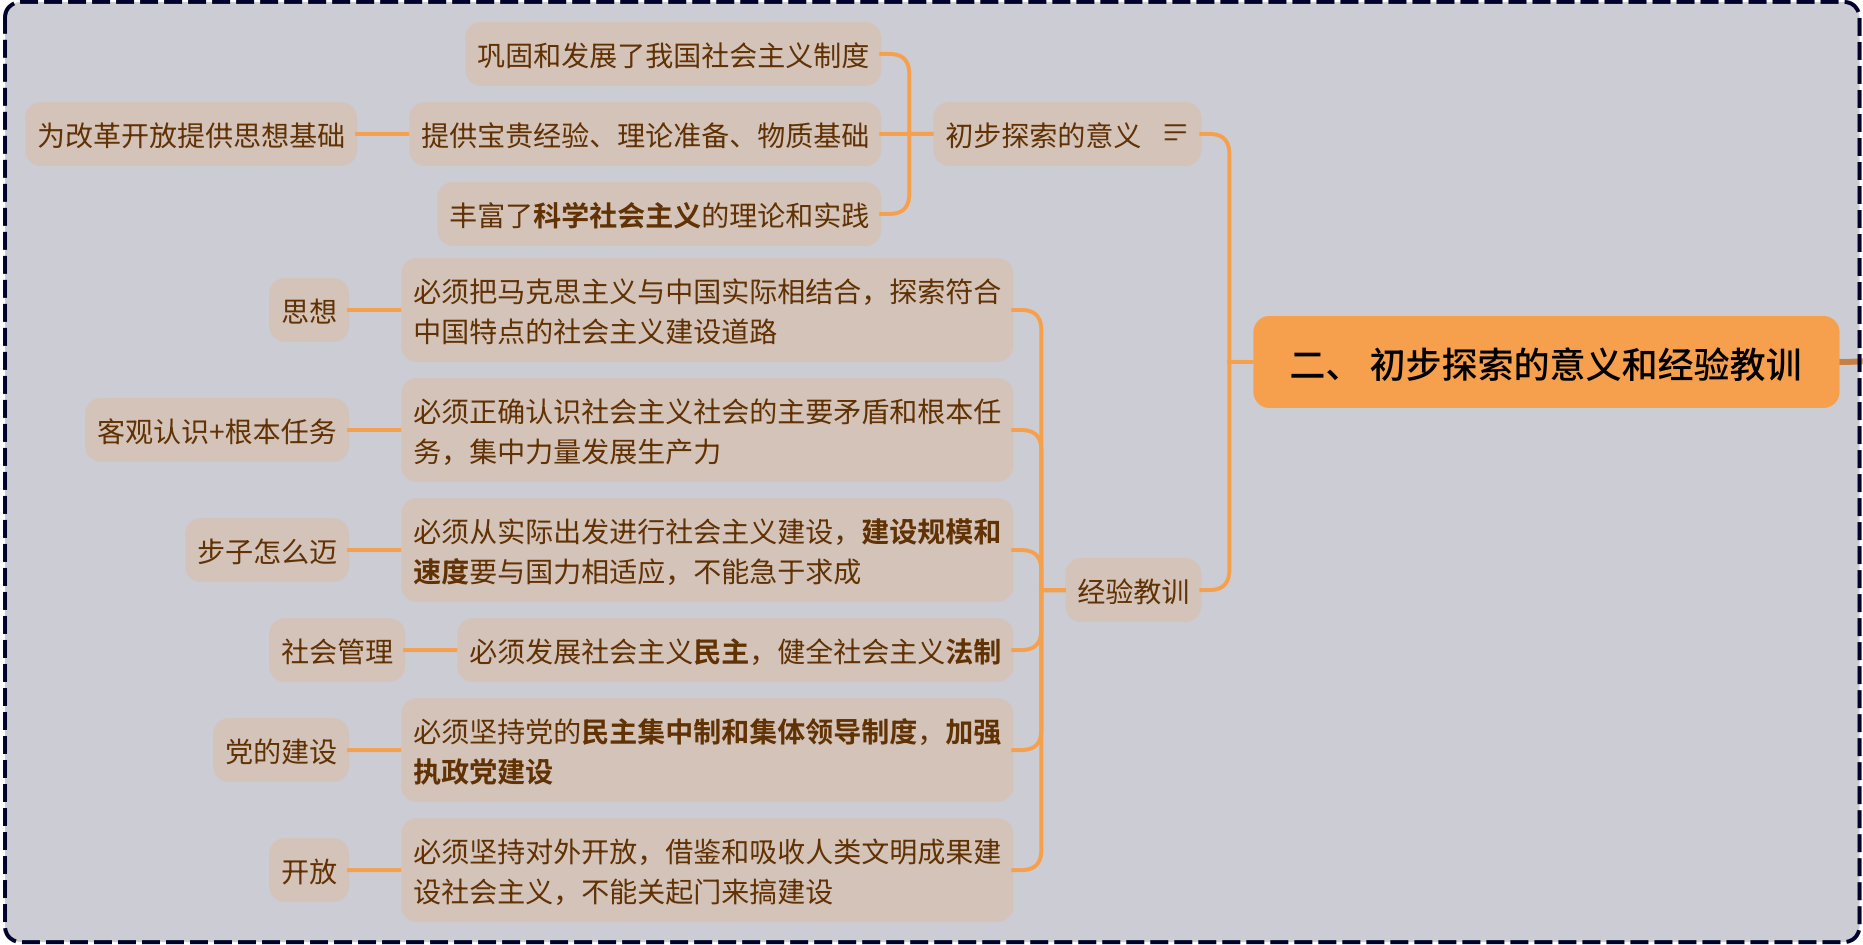 二、 初步探索的意义和经验教训
初步探索的意义
巩固和发展了我国社会主义制度
提供宝贵经验、理论准备、物质基础
为改革开放提供思想基础
丰富了科学社会主义的理论和实践
经验教训
必须把马克思主义与中国实际相结合，探索符合
中国特点的社会主义建设道路
思想
必须正确认识社会主义社会的主要矛盾和根本任
务，集中力量发展生产力
客观认识+根本任务
必须从实际出发进行社会主义建设，建设规模和
速度要与国力相适应，不能急于求成
步子怎么迈
必须发展社会主义民主，健全社会主义法制
社会管理
必须坚持党的民主集中制和集体领导制度，加强
执政党建设
党的建设
必须坚持对外开放，借鉴和吸收人类文明成果建
设社会主义，不能关起门来搞建设
开放